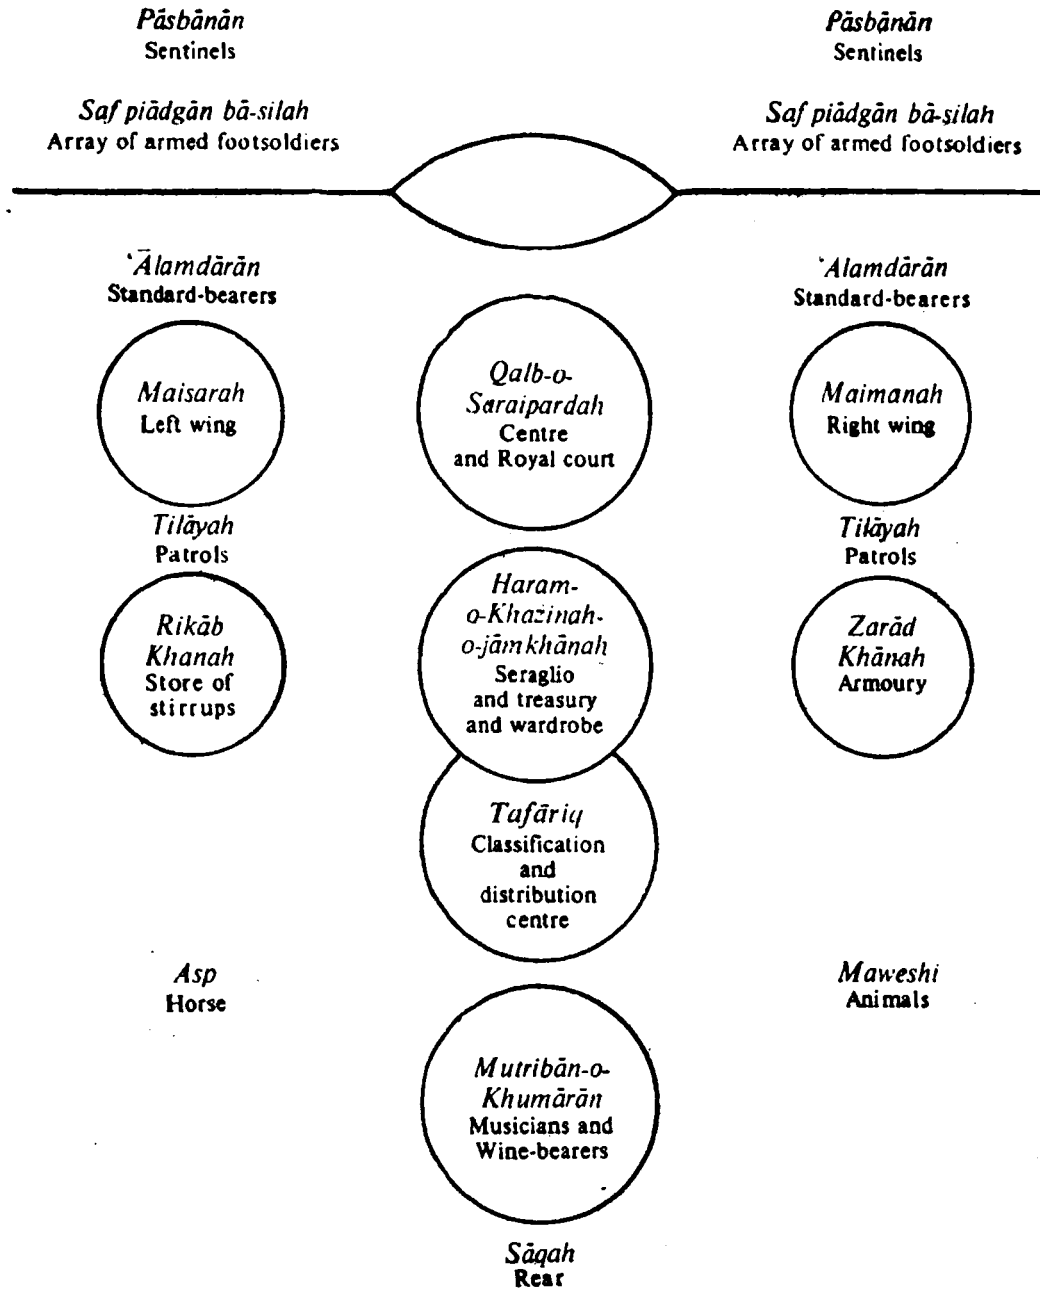 Pāsbānān
Sentinels
Pāsbānān
Sentinels
Saf piādgān bā-silah
Array of armed footsoldiers
Saf piādgān bā-silah
Array of armed footsoldiers
'Ālamdārān
Standard-bearers
'Alamdārān
Standard-bearers
Maisarah
Left wing
Qalb-o-
Saraipardah
Centre
and Royal court
Maimanah
Right wing
Tilāyah
Patrols
Tilāyah
Patrols
Rikāb
Khanah
Store of
stirrups
Haram-
o-Khazinah-
o-jāmkhānah
Seraglio
and treasury
and wardrobe
Zarād
Khānah
Armoury
Tafāriq
Classification
and
distribution
centre
Asp
Horse
Maweshi
Animals
Mutribān-o-
Khumārān
Musicians and
Wine-bearers
Sāqah
Rear